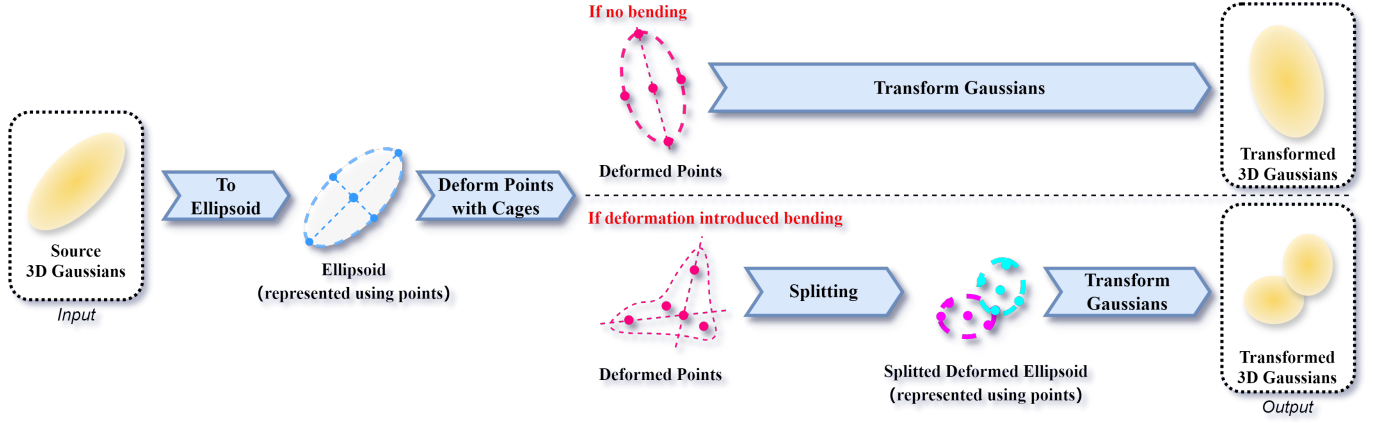 Source
3D Gaussians
Input
To
Ellipsoid
Ellipsoid
(represented using points)
Deform Points
with Cages
If no bending
Deformed Points
Transform Gaussians
Transformed
3D Gaussians
If deformation introduced bending
Deformed Points
Splitting
Splitted Deformed Ellipsoid
(represented using points)
Transform
Gaussians
Transformed
3D Gaussians
Output